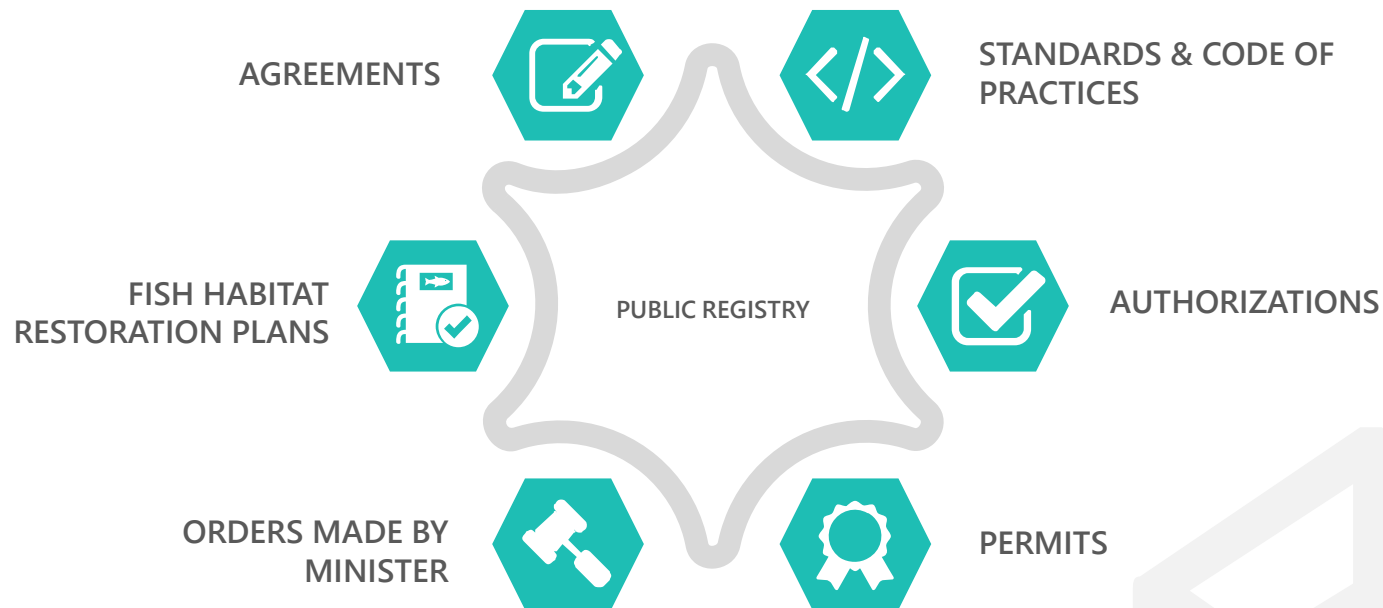 AGREEMENTS
STANDARDS & CODE OF
PRACTICES
FISH HABITAT
RESTORATION PLANS
PUBLIC REGISTRY
AUTHORIZATIONS
ORDERS MADE BY
MINISTER
PERMITS